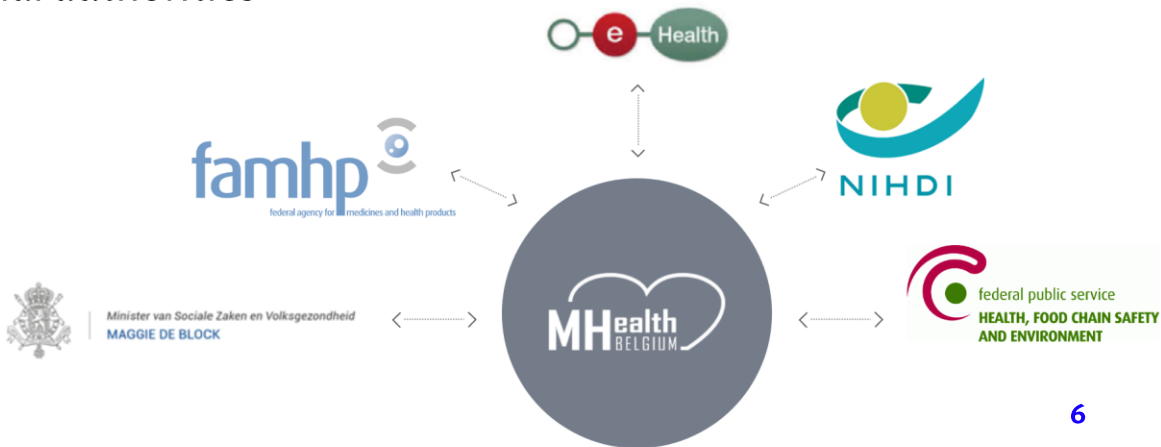 e Health
famhp
federal agency for medicines and health products
NIHDI
Minister van Sociale Zaken en Volksgezondheid
MAGGIE DE BLOCK
MHealth
BELGIUM
federal public service
HEALTH, FOOD CHAIN SAFETY
AND ENVIRONMENT
6